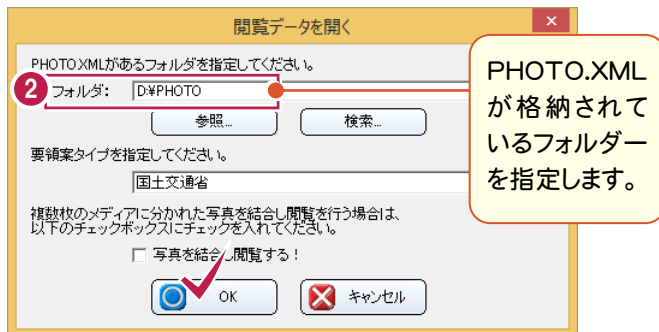 閲覧データを開く
PHOTO.XMLがあるフォルダを指定してください。
2 フォルダ: D:¥PHOTO
参照... 検索...
要領案タイプを指定してください。
国土交通省
複数枚のメディアに分かれた写真を結合し閲覧を行う場合は、
以下のチェックボックスにチェックを入れてください。
写真を結合し閲覧する!
OK キャンセル
PHOTO.XML
が格納されて
いるフォルダー
を指定します。